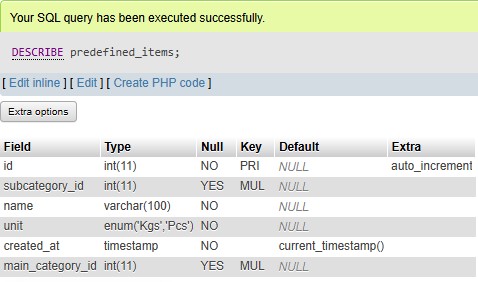 Your SQL query has been executed successfully.
DESCRIBE predefined_items;
[ Edit inline ] [ Edit ] [ Create PHP code ]
Extra options
Field Type Null Key Default Extra
id int(11) NO PRI NULL auto_increment
subcategory_id int(11) YES MUL NULL
name varchar(100) NO NULL
unit enum('Kgs','Pcs') NO NULL
created_at timestamp NO current_timestamp()
main_category_id int(11) YES MUL NULL